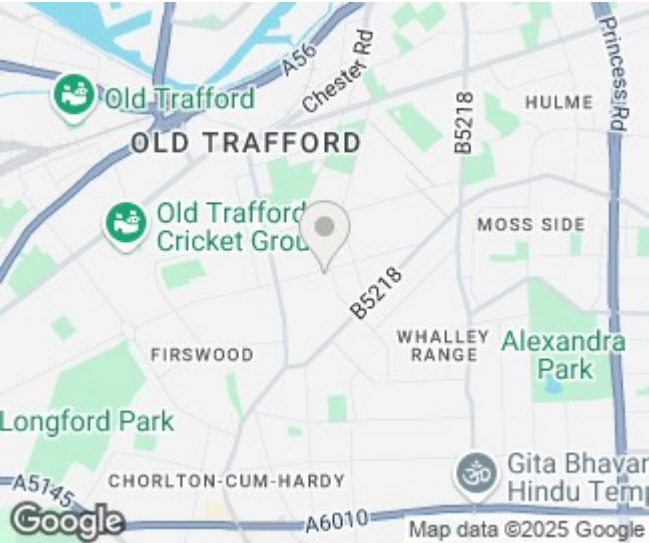 A56
Chester Rd
Princess Rd
Old Trafford
B5218
HULME
OLD TRAFFORD
Old Trafford
Cricket Grou
MOSS SIDE
B5218
FIRSWOOD
WHALLEY
RANGE
Alexandra
Park
Longford Park
Gita Bhavan
Hindu Temp
A5145
CHORLTON-CUM-HARDY
Google
A6010
Map data ©2025 Google